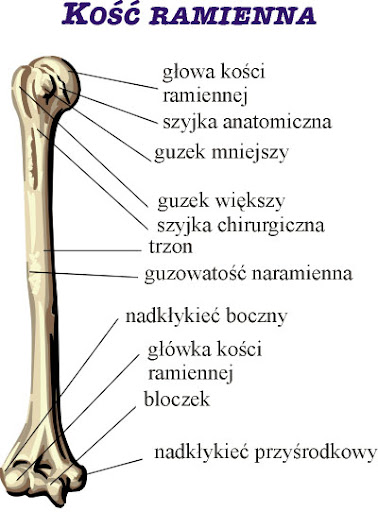 KOŚĆ RAMIENNA
głowa kości
ramiennej
szyjka anatomiczna
guzek mniejszy
guzek większy
szyjka chirurgiczna
trzon
guzowatość naramienna
nadkłykieć boczny
główka kości
ramiennej
bloczek
nadkłykieć przyśrodkowy